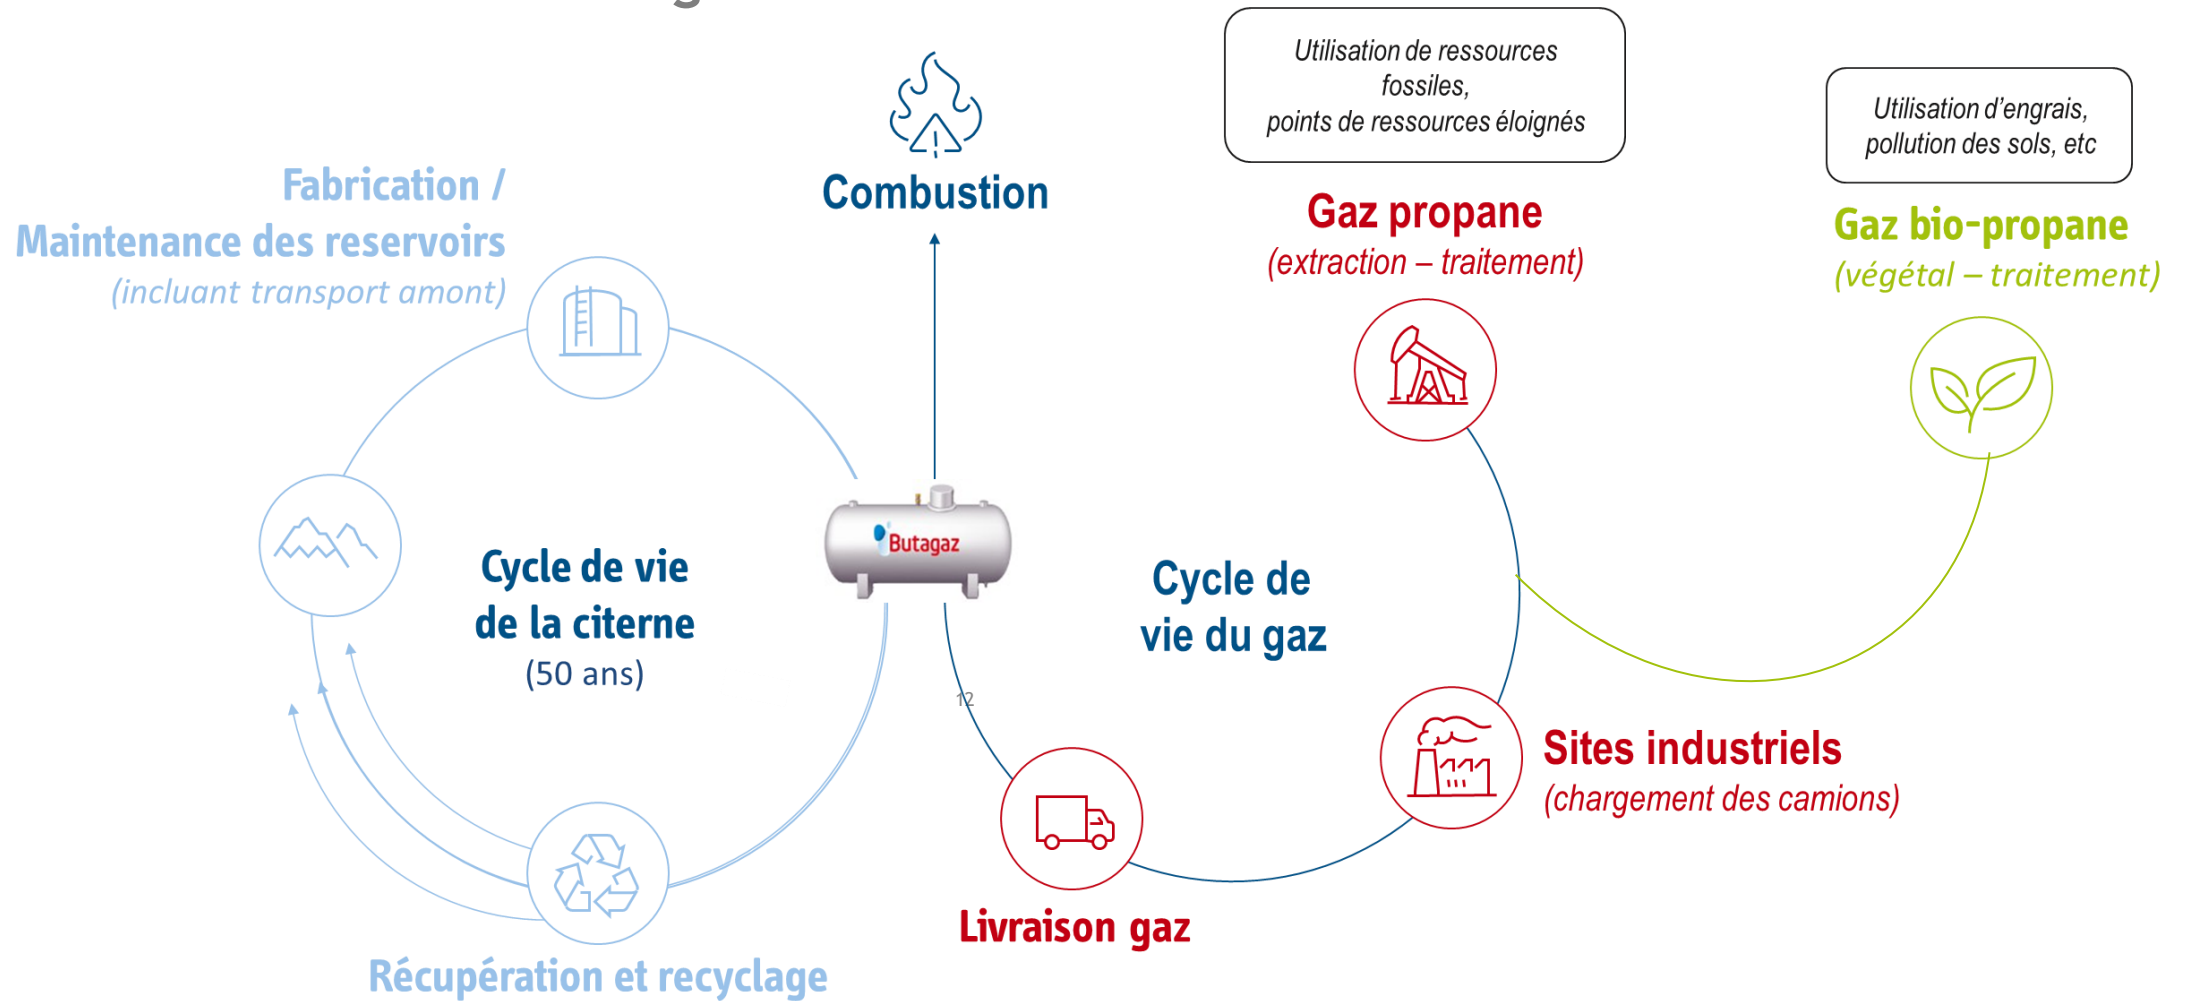 Utilisation de ressources
fossiles,
points de ressources éloignés
Utilisation d’engrais,
pollution des sols, etc
Combustion
Fabrication /
Maintenance des reservoirs
(incluant transport amont)
Gaz propane
(extraction – traitement)
Gaz bio-propane
(végétal – traitement)
Butagaz
Cycle de vie
de la citerne
(50 ans)
Cycle de
vie du gaz
12
Sites industriels
(chargement des camions)
Livraison gaz
Récupération et recyclage